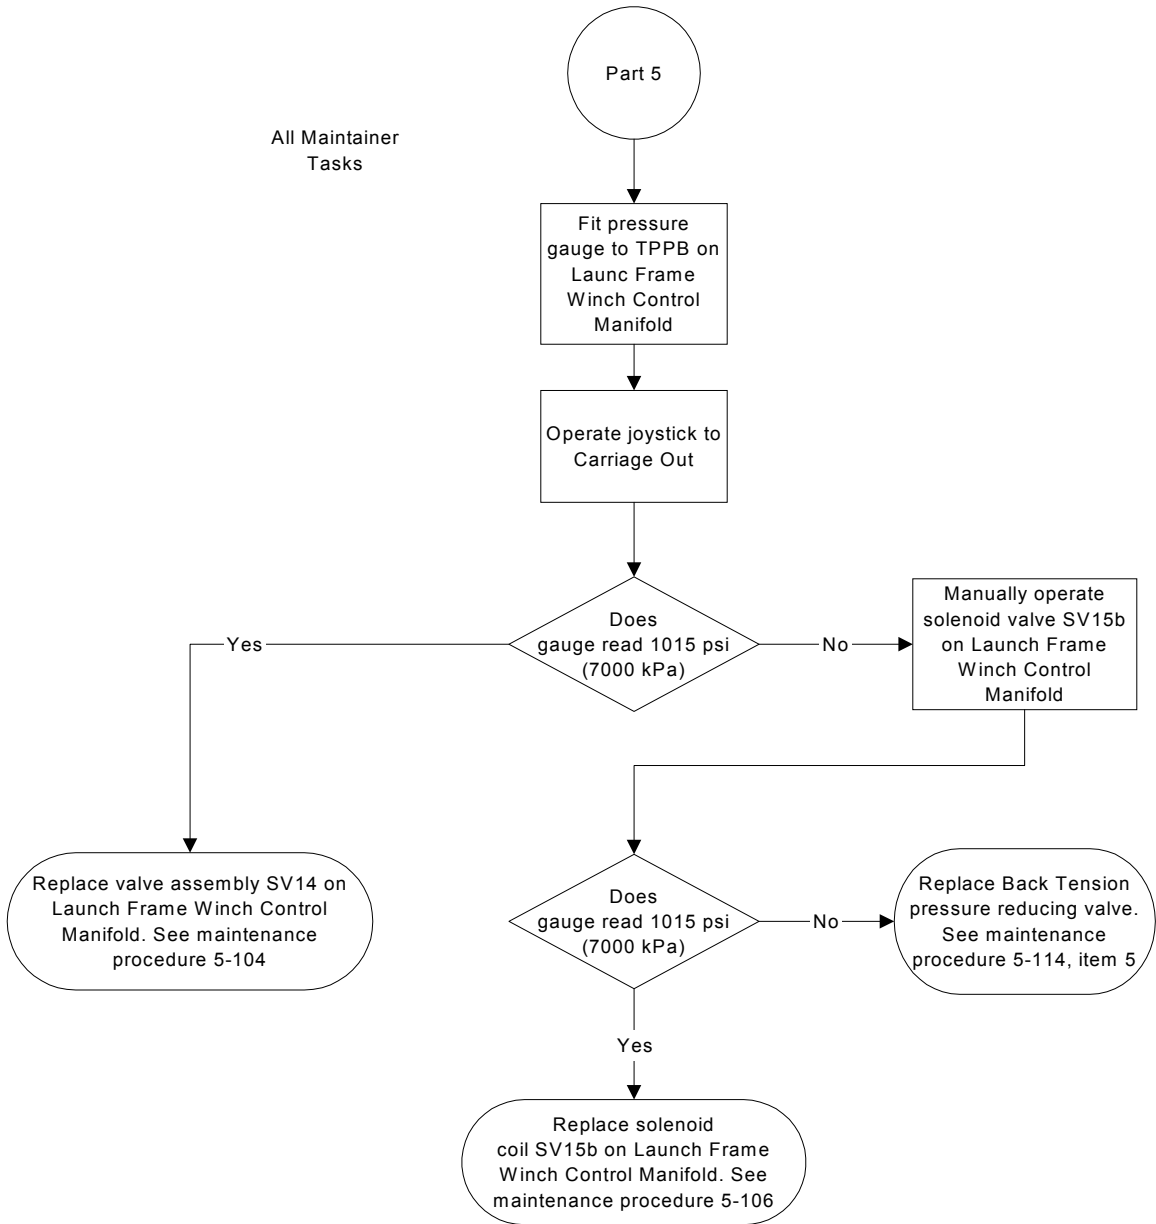 Part 5
All Maintainer
Tasks
Fit pressure
gauge to TPPB on
Launc Frame
Winch Control
Manifold
Operate joystick to
Carriage Out
Does
gauge read 1015 psi
(7000 kPa)
Yes
No
Manually operate
solenoid valve SV15b
on Launch Frame
Winch Control
Manifold
Replace valve assembly SV14 on
Launch Frame Winch Control
Manifold. See maintenance
procedure 5-104
Does
gauge read 1015 psi
(7000 kPa)
No
Replace Back Tension
pressure reducing valve.
See maintenance
procedure 5-114, item 5
Yes
Replace solenoid
coil SV15b on Launch Frame
Winch Control Manifold. See
maintenance procedure 5-106